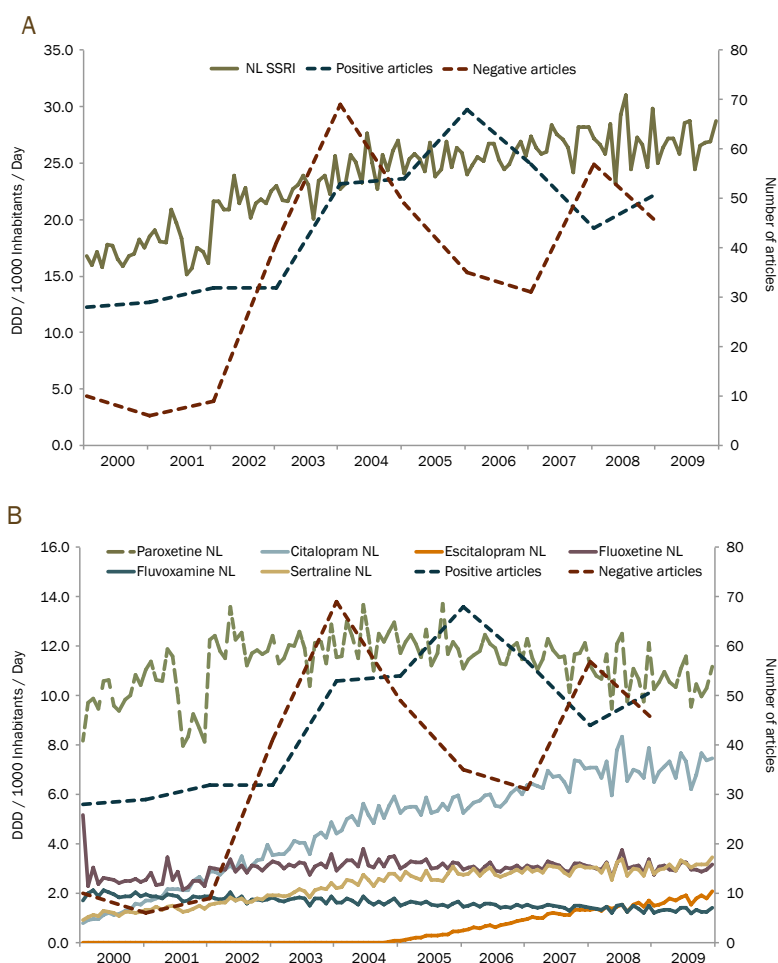 A
35.0 80
NL SSRI Positive articles Negative articles
30.0 70
25.0 60
20.0 50
15.0 40
10.0 30
5.0 20
0.0 10
0
DDD / 1000 Inhabitants / Day
Number of articles
2000 2001 2002 2003 2004 2005 2006 2007 2008 2009
B
16.0 80
Paroxetine NL Citalopram NL Escitalopram NL Fluoxetine NL
Fluvoxamine NL Sertraline NL Positive articles Negative articles
14.0 70
12.0 60
10.0 50
8.0 40
6.0 30
4.0 20
2.0 10
0.0 0
DDD / 1000 Inhabitants / Day
Number of articles
2000 2001 2002 2003 2004 2005 2006 2007 2008 2009